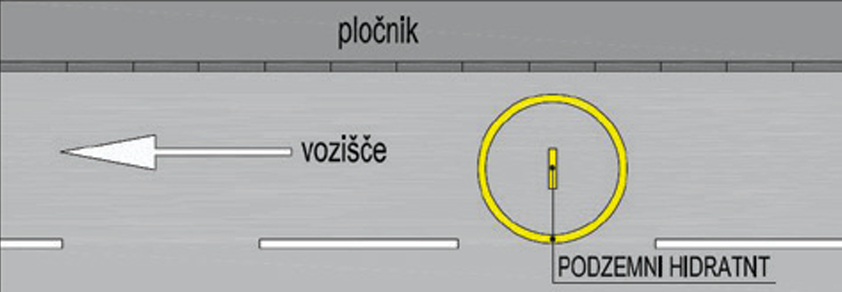 pločnik
vozišče
PODZEMNI HIDRATNT